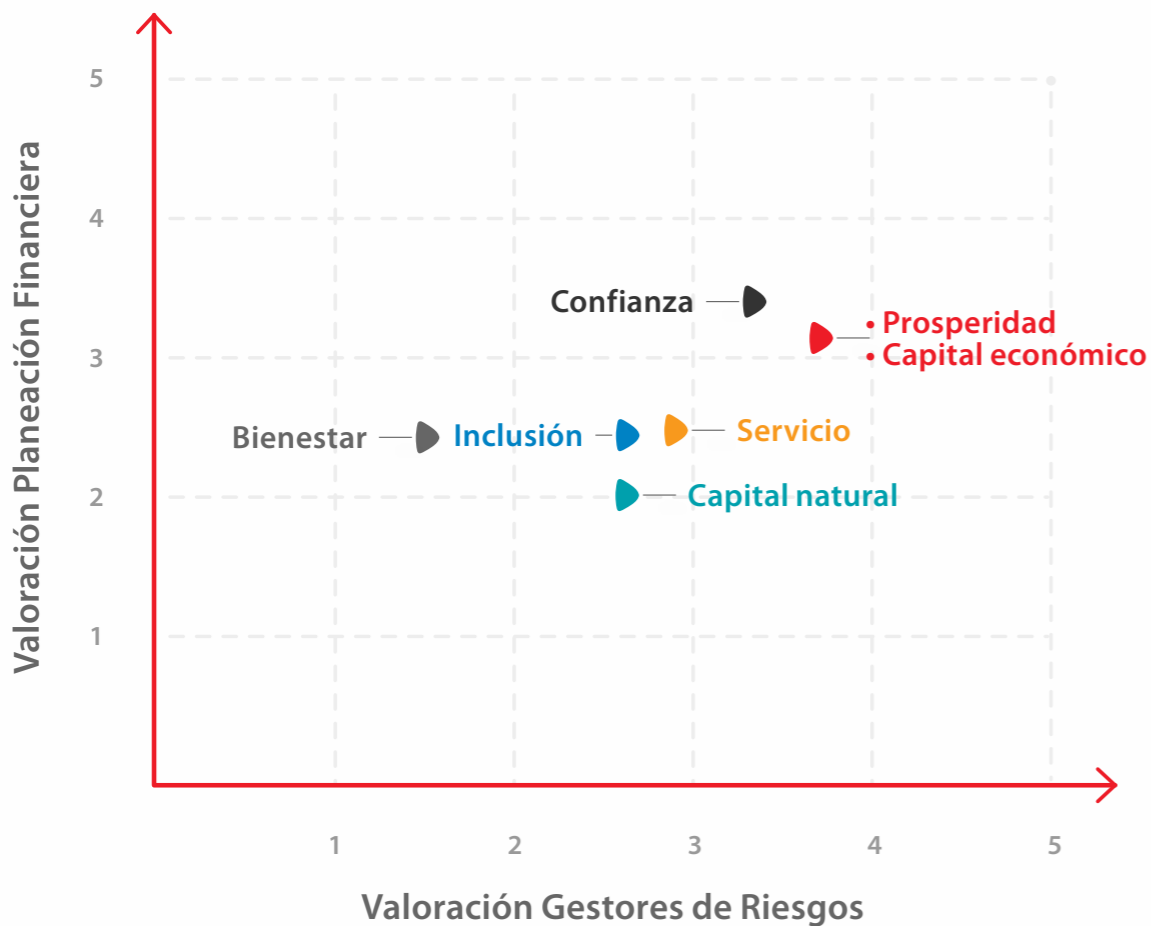 Valoración Planeación Financiera
5
4
3
2
1
Confianza
• Prosperidad
• Capital económico
Bienestar
Inclusión
Servicio
Capital natural
1
2
3
4
5
Valoración Gestores de Riesgos